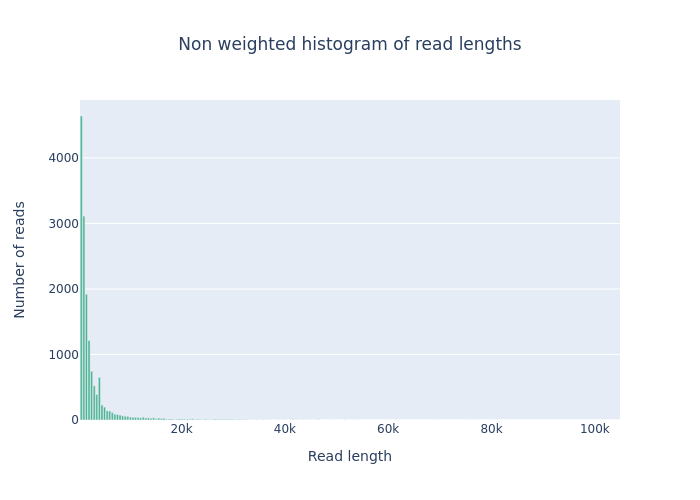 Non weighted histogram of read lengths
Number of reads
4000
3000
2000
1000
0
20k
40k
60k
80k
100k
Read length